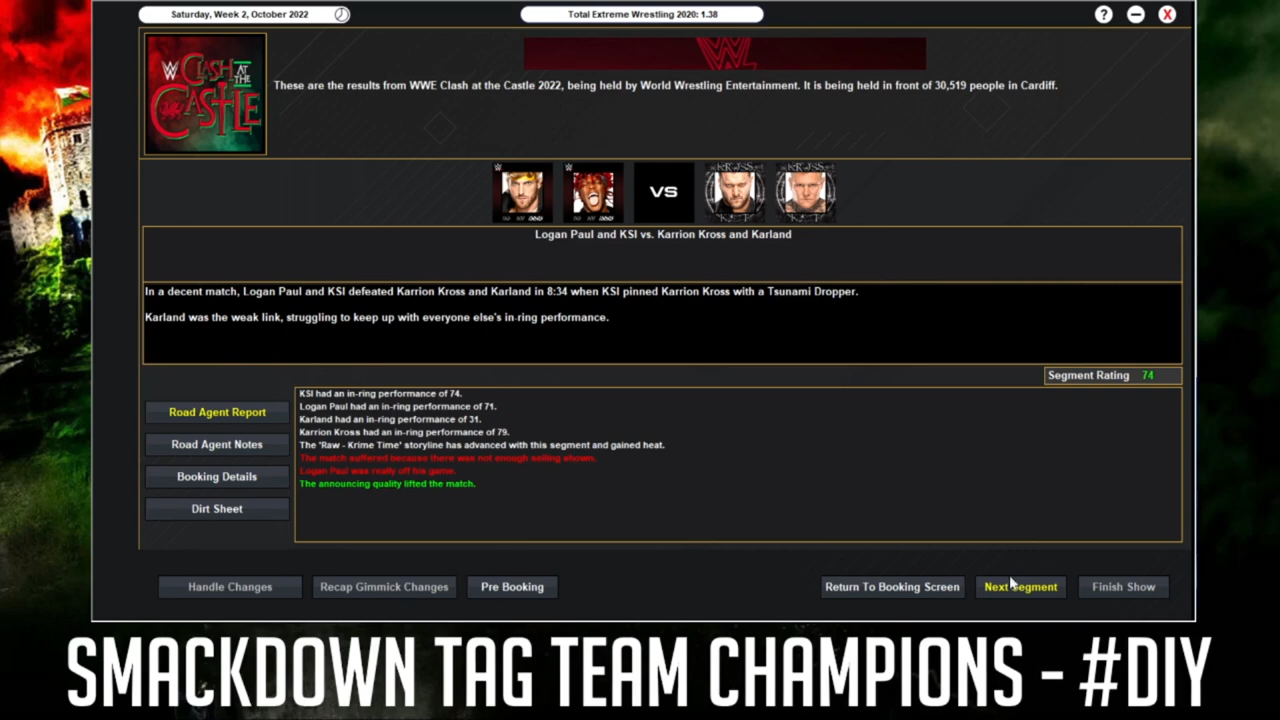 Saturday, Week 2, October 2022
Total Extreme Wrestling 2020: 1.38
?
X
W
CLASH AT THE CASTLE
These are the results from WWE Clash at the Castle 2022, being held by World Wrestling Entertainment. It is being held in front of 30,519 people in Cardiff.
VS
Logan Paul and KSI vs. Karrion Kross and Karland
In a decent match, Logan Paul and KSI defeated Karrion Kross and Karland in 8:34 when KSI pinned Karrion Kross with a Tsunami Dropper.
Karland was the weak link, struggling to keep up with everyone else's in-ring performance.
Segment Rating 74
Road Agent Report
Road Agent Notes
Booking Details
Dirt Sheet
KSI had an in-ring performance of 74.
Logan Paul had an in-ring performance of 71.
Karland had an in-ring performance of 31.
Karrion Kross had an in-ring performance of 79.
The 'Raw - Krime Time' storyline has advanced with this segment and gained heat.
The match suffered because there was not enough selling shown.
Logan Paul was really off his game.
The announcing quality lifted the match.
Handle Changes
Recap Gimmick Changes
Pre Booking
Return To Booking Screen
Next Segment
Finish Show
SMACKDOWN TAG TEAM CHAMPIONS - #DIY